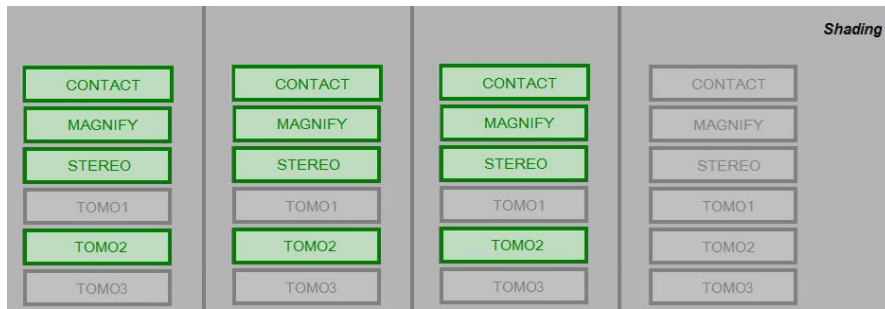 Shading
CONTACT CONTACT CONTACT CONTACT
MAGNIFY MAGNIFY MAGNIFY MAGNIFY
STEREO STEREO STEREO STEREO
TOMO1 TOMO1 TOMO1 TOMO1
TOMO2 TOMO2 TOMO2 TOMO2
TOMO3 TOMO3 TOMO3 TOMO3